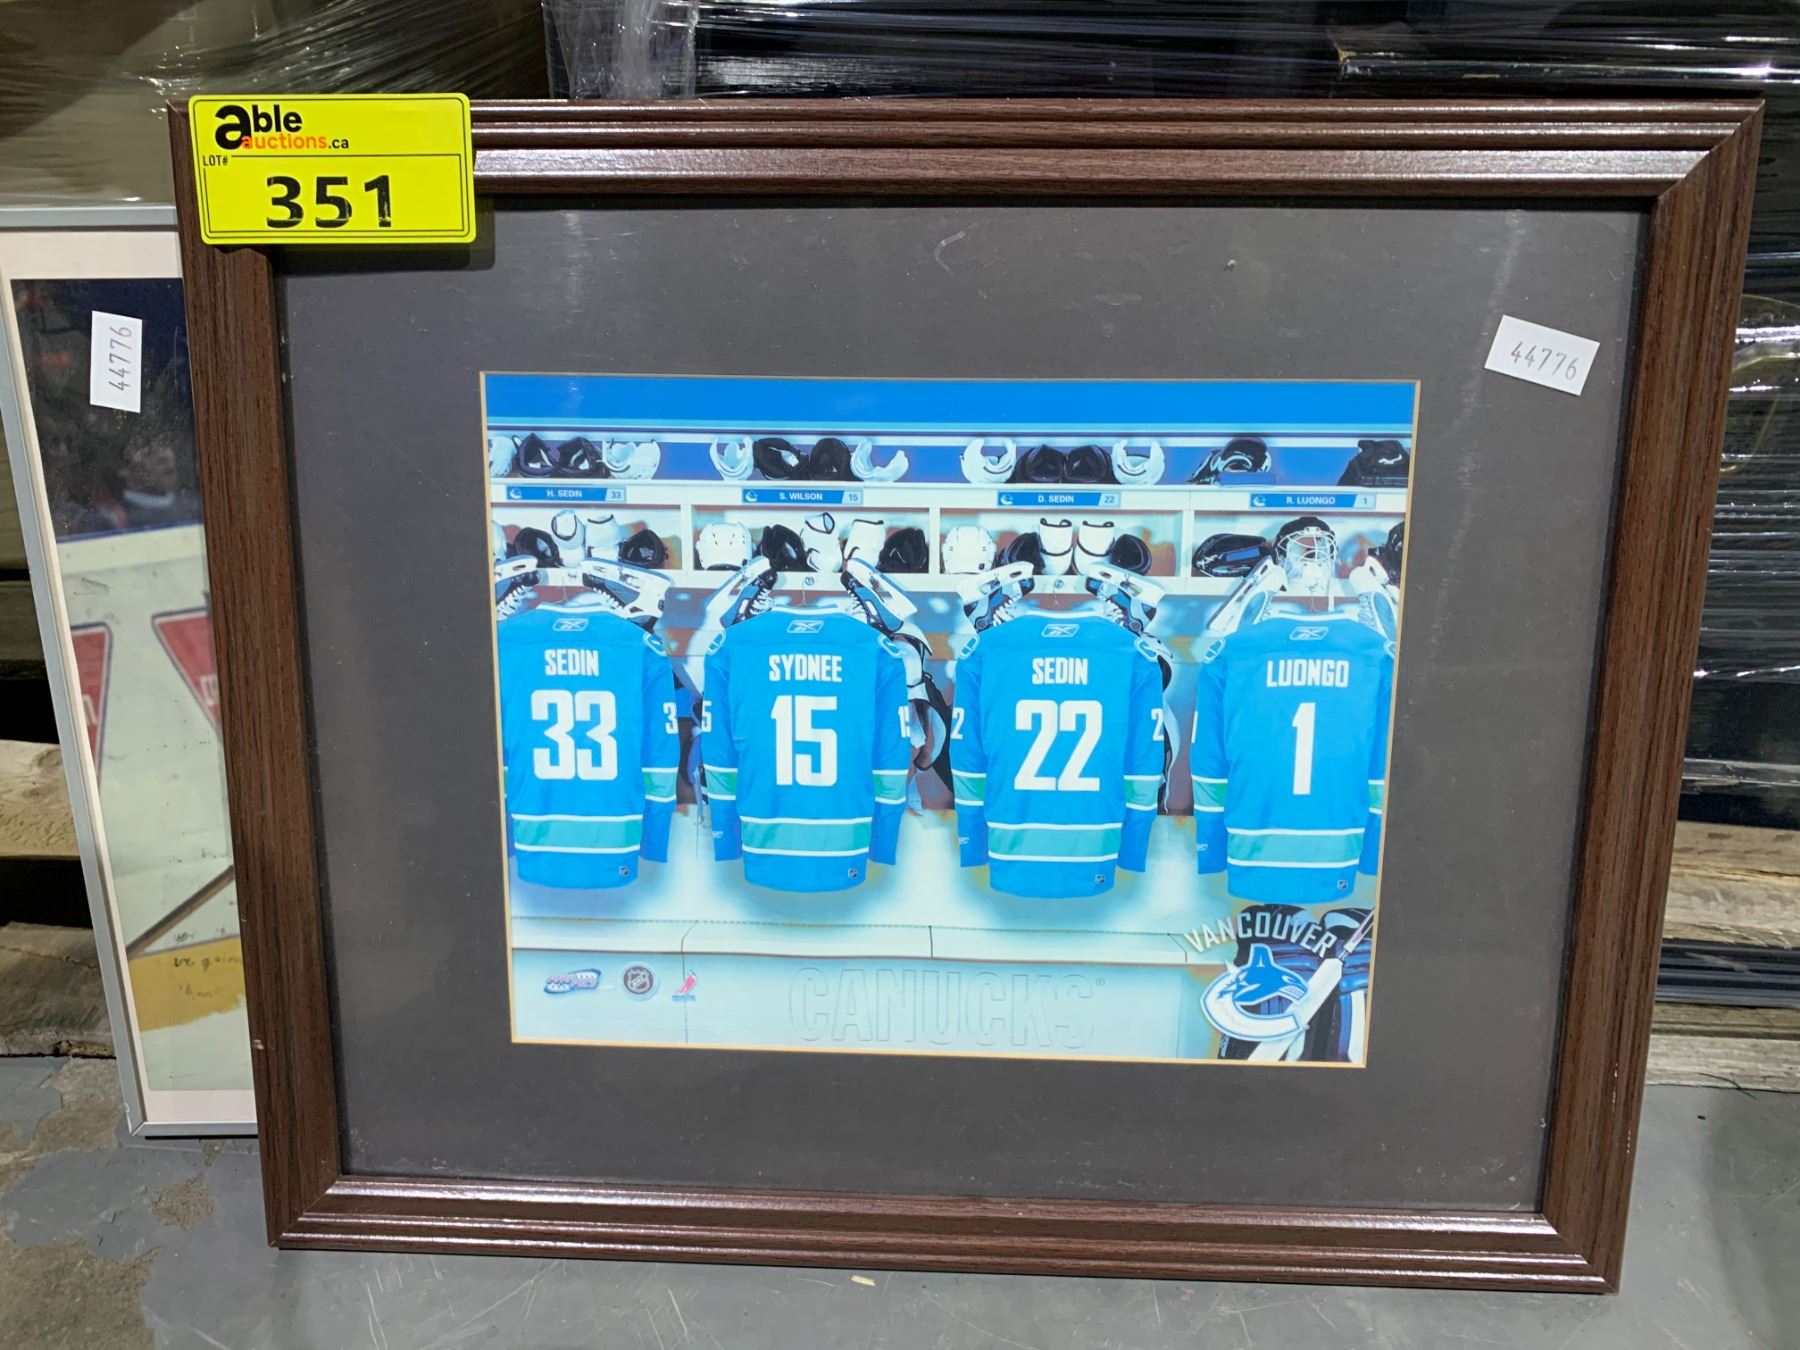 able
auctions.ca
LOT#
351
44776
44776
H. SEDIN 33
S. WILSON 15
D. SEDIN 22
R. LUONGO 1
SEDIN
33
SYDNEE
15
SEDIN
22
LUONGO
1
VANCOUVER
CANUCKS